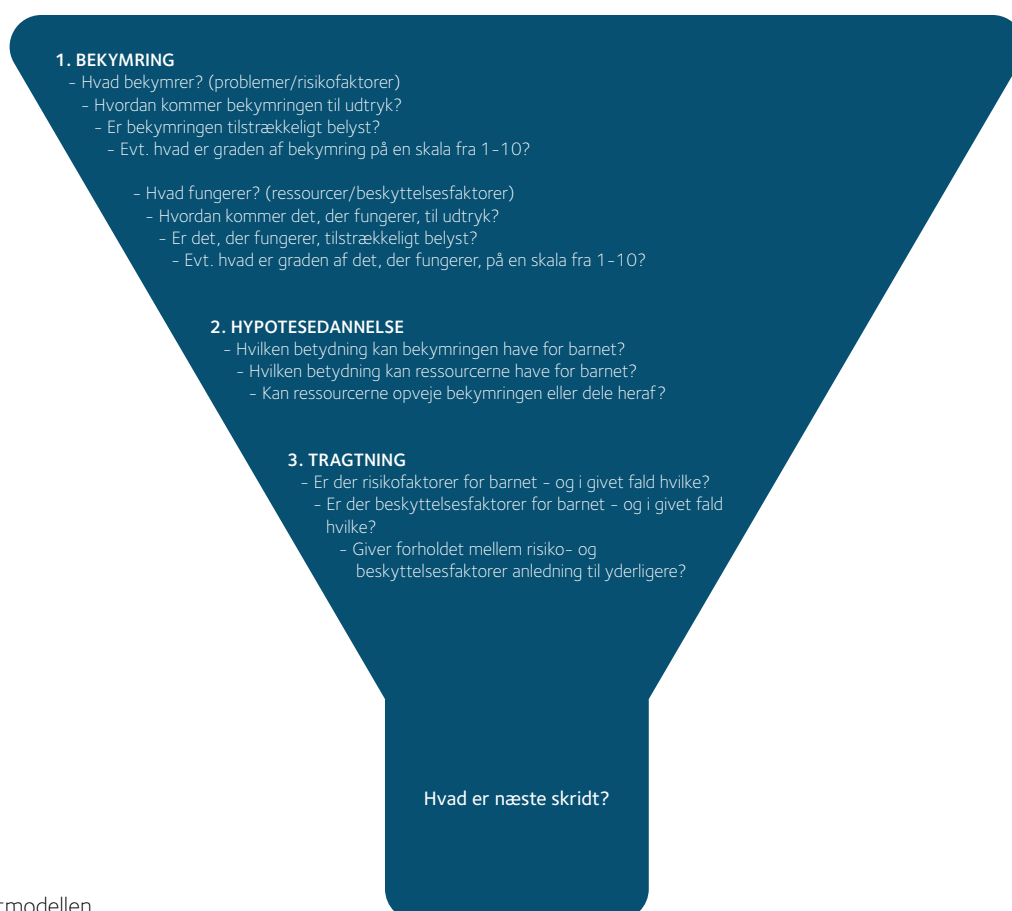 1. BEKYMRING
- Hvad bekymrer? (problemer/risikofaktorer)
- Hvordan kommer bekymringen til udtryk?
- Er bekymringen tilstrækkeligt belyst?
- Evt. hvad er graden af bekymring på en skala fra 1-10?
- Hvad fungerer? (ressourcer/beskyttelsesfaktorer)
- Hvordan kommer det, der fungerer, til udtryk?
- Er det, der fungerer, tilstrækkeligt belyst?
- Evt. hvad er graden af det, der fungerer, på en skala fra 1-10?
2. HYPOTESEDANNELSE
- Hvilken betydning kan bekymringen have for barnet?
- Hvilken betydning kan ressourcerne have for barnet?
- Kan ressourcerne opveje bekymringen eller dele heraf?
3. TRAGTNING
- Er der risikofaktorer for barnet - og i givet fald hvilke?
- Er der beskyttelsesfaktorer for barnet - og i givet fald
hvilke?
- Giver forholdet mellem risiko- og
beskyttelsesfaktorer anledning til yderligere?
Hvad er næste skridt?